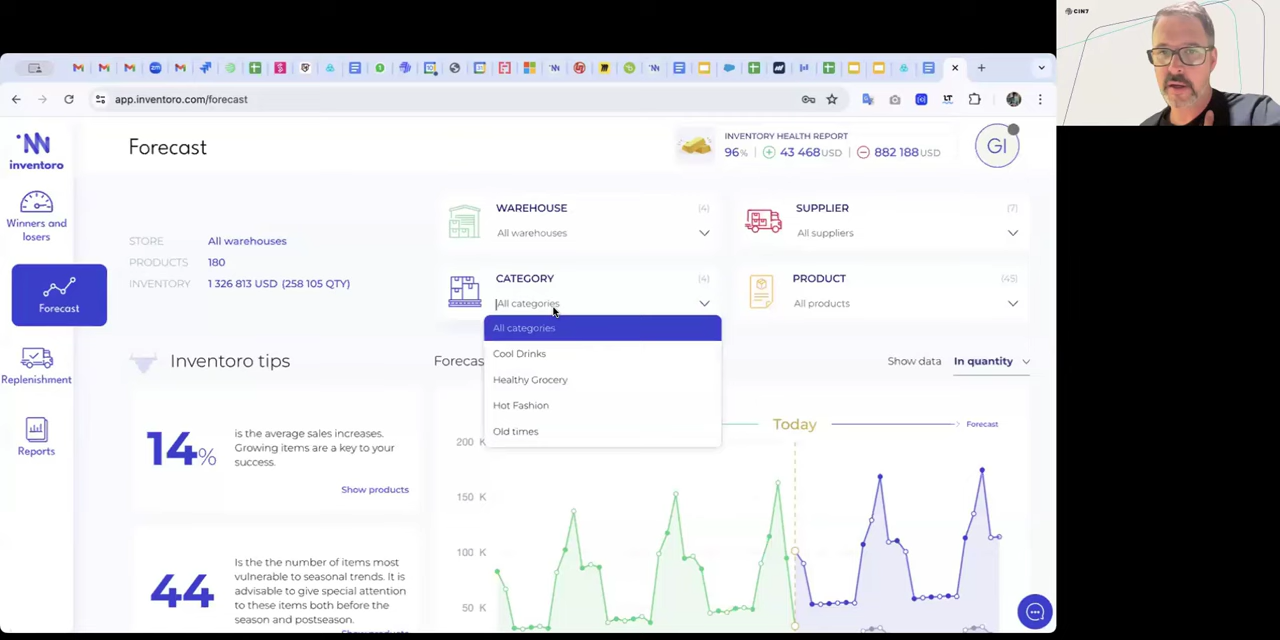 CIN7
app.inventoro.com/forecast
inventoro
Winners and
losers
Forecast
Replenishment
Reports
Forecast
INVENTORY HEALTH REPORT
96% | 43 468 USD | 882 188 USD
GI
STORE All warehouses
PRODUCTS 180
INVENTORY 1 326 813 USD (258 105 QTY)
WAREHOUSE (4)
All warehouses
SUPPLIER (7)
All suppliers
CATEGORY (4)
All categories
PRODUCT (45)
All products
All categories
Cool Drinks
Healthy Grocery
Hot Fashion
Old times
Inventoro tips
14%
is the average sales increases.
Growing items are a key to your
success.
Show products
44
Is the the number of items most
vulnerable to seasonal trends. It is
advisable to give special attention
to these items both before the
season and postseason.
Show data In quantity
Today
Forecast
200 K
150 K
100 K
50 K